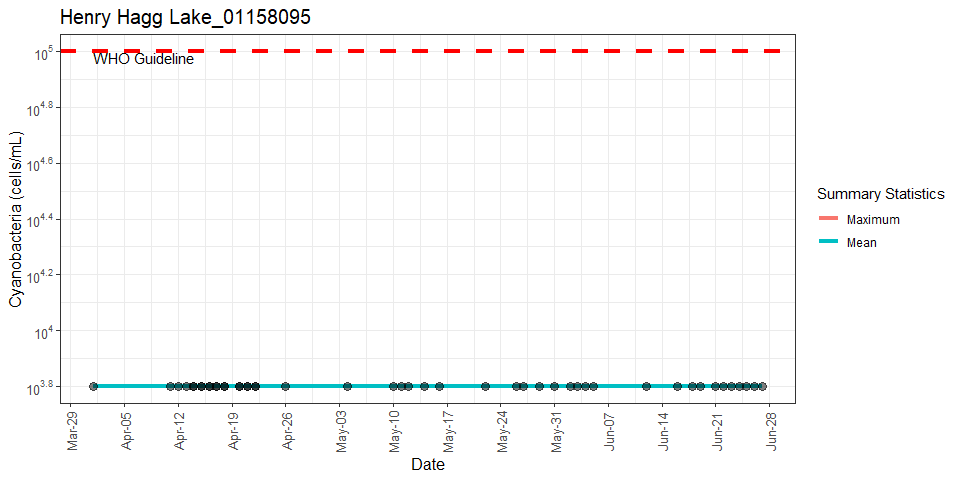 Henry Hagg Lake_01158095
10^5
WHO Guideline
10^4.8
10^4.6
10^4.4
10^4.2
10^4
10^3.8
Cyanobacteria (cells/mL)
Summary Statistics
Maximum
Mean
Mar-29
Apr-05
Apr-12
Apr-19
Apr-26
May-03
May-10
May-17
May-24
May-31
Jun-07
Jun-14
Jun-21
Jun-28
Date